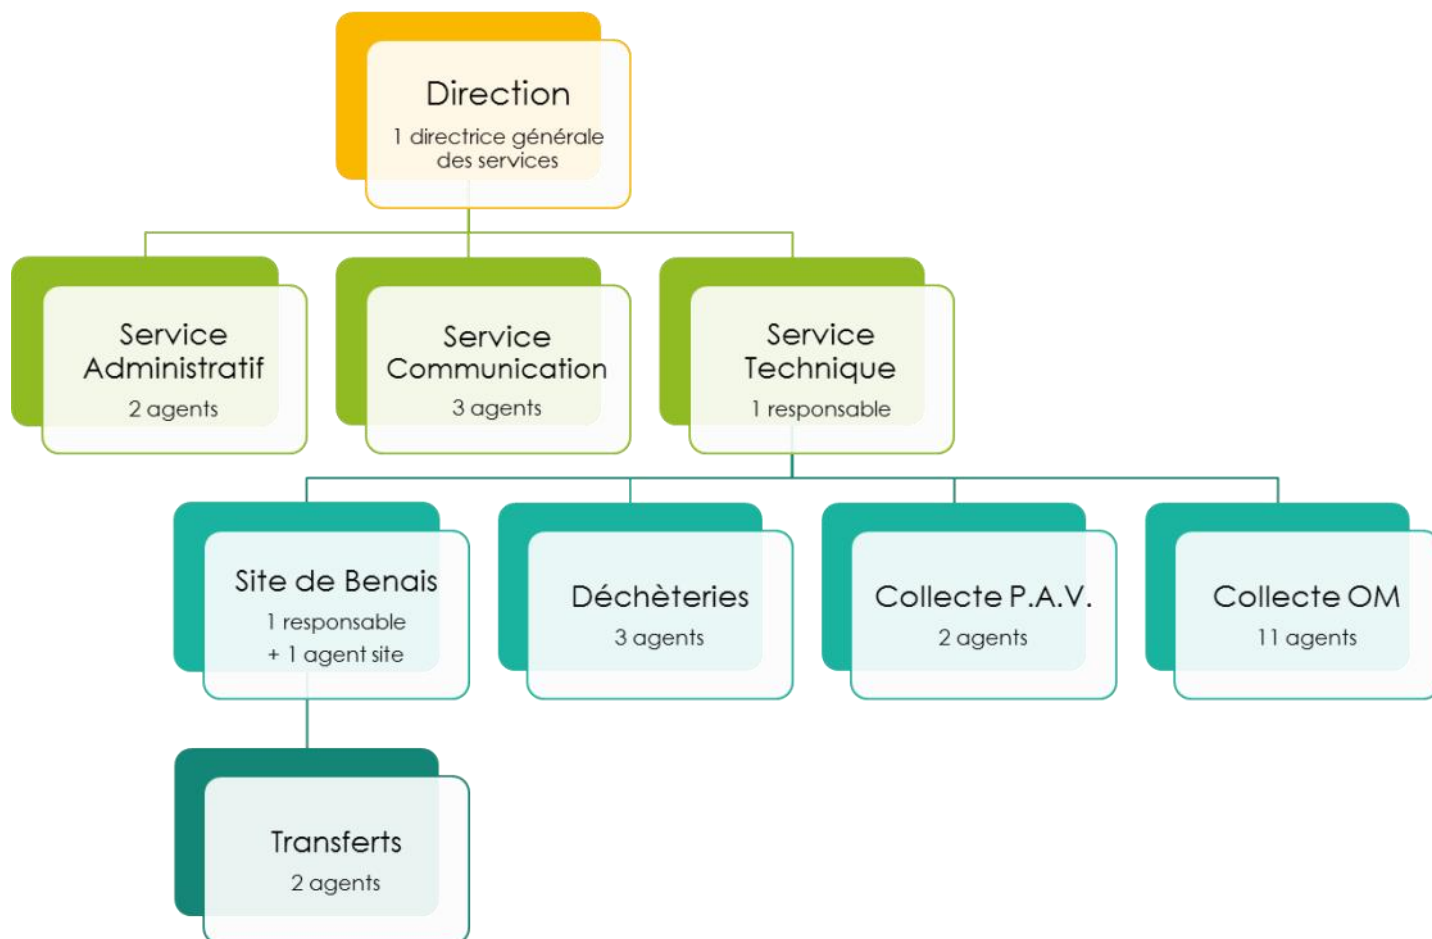 Direction
1 directrice générale
des services
Service
Administratif
2 agents
Service
Communication
3 agents
Service
Technique
1 responsable
Site de Benais
1 responsable
+ 1 agent site
Déchèteries
3 agents
Collecte P.A.V.
2 agents
Collecte OM
11 agents
Transferts
2 agents